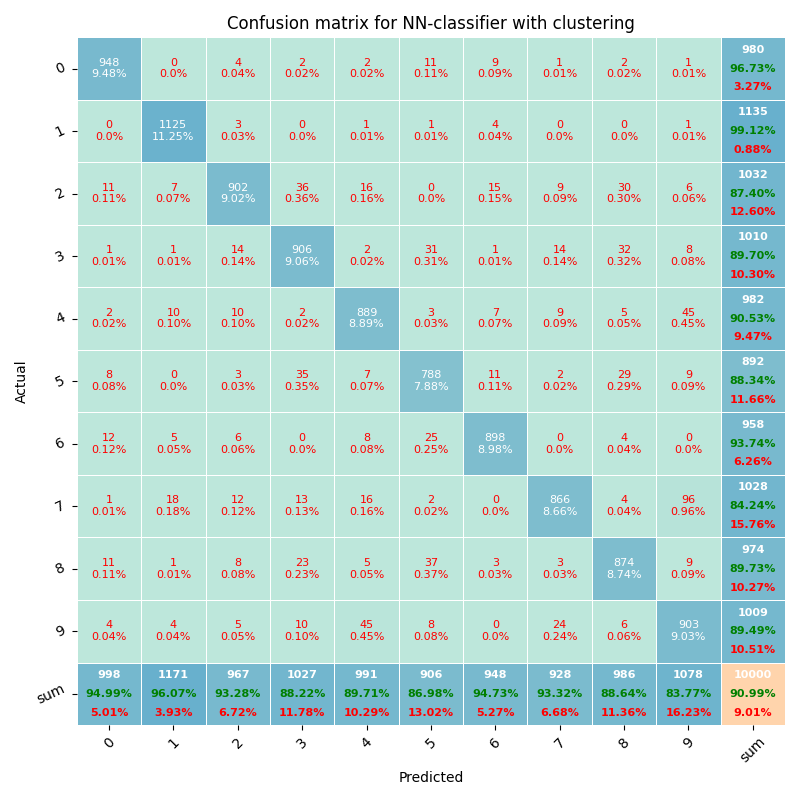 Confusion matrix for NN-classifier with clustering
0 948 0 4 2 2 11 9 1 2 1 980
9.48% 0.0% 0.04% 0.02% 0.02% 0.11% 0.09% 0.01% 0.02% 0.01% 96.73%
3.27%
1 0 1125 3 0 1 1 4 0 0 1 1135
0.0% 11.25% 0.03% 0.0% 0.01% 0.01% 0.04% 0.0% 0.0% 0.01% 99.12%
0.88%
2 11 7 902 36 16 0 15 9 30 6 1032
0.11% 0.07% 9.02% 0.36% 0.16% 0.0% 0.15% 0.09% 0.30% 0.06% 87.40%
12.60%
3 1 1 14 906 2 31 1 14 32 8 1010
0.01% 0.01% 0.14% 9.06% 0.02% 0.31% 0.01% 0.14% 0.32% 0.08% 89.70%
10.30%
4 2 10 10 2 889 3 7 9 5 45 982
0.02% 0.10% 0.10% 0.02% 8.89% 0.03% 0.07% 0.09% 0.05% 0.45% 90.53%
9.47%
5 8 0 3 35 7 788 11 2 29 9 892
0.08% 0.0% 0.03% 0.35% 0.07% 7.88% 0.11% 0.02% 0.29% 0.09% 88.34%
11.66%
6 12 5 6 0 8 25 898 0 4 0 958
0.12% 0.05% 0.06% 0.0% 0.08% 0.25% 8.98% 0.0% 0.04% 0.0% 93.74%
6.26%
7 1 18 12 13 16 2 0 866 4 96 1028
0.01% 0.18% 0.12% 0.13% 0.16% 0.02% 0.0% 8.66% 0.04% 0.96% 84.24%
15.76%
8 11 1 8 23 5 37 3 3 874 9 974
0.11% 0.01% 0.08% 0.23% 0.05% 0.37% 0.03% 0.03% 8.74% 0.09% 89.73%
10.27%
9 4 4 5 10 45 8 0 24 6 903 1009
0.04% 0.04% 0.05% 0.10% 0.45% 0.08% 0.0% 0.24% 0.06% 9.03% 89.49%
10.51%
sum 998 1171 967 1027 991 906 948 928 986 1078 10000
94.99% 96.07% 93.28% 88.22% 89.71% 86.98% 94.73% 93.32% 88.64% 83.77% 90.99%
5.01% 3.93% 6.72% 11.78% 10.29% 13.02% 5.27% 6.68% 11.36% 16.23% 9.01%
0 1 2 3 4 5 6 7 8 9 sum
Predicted
Actual